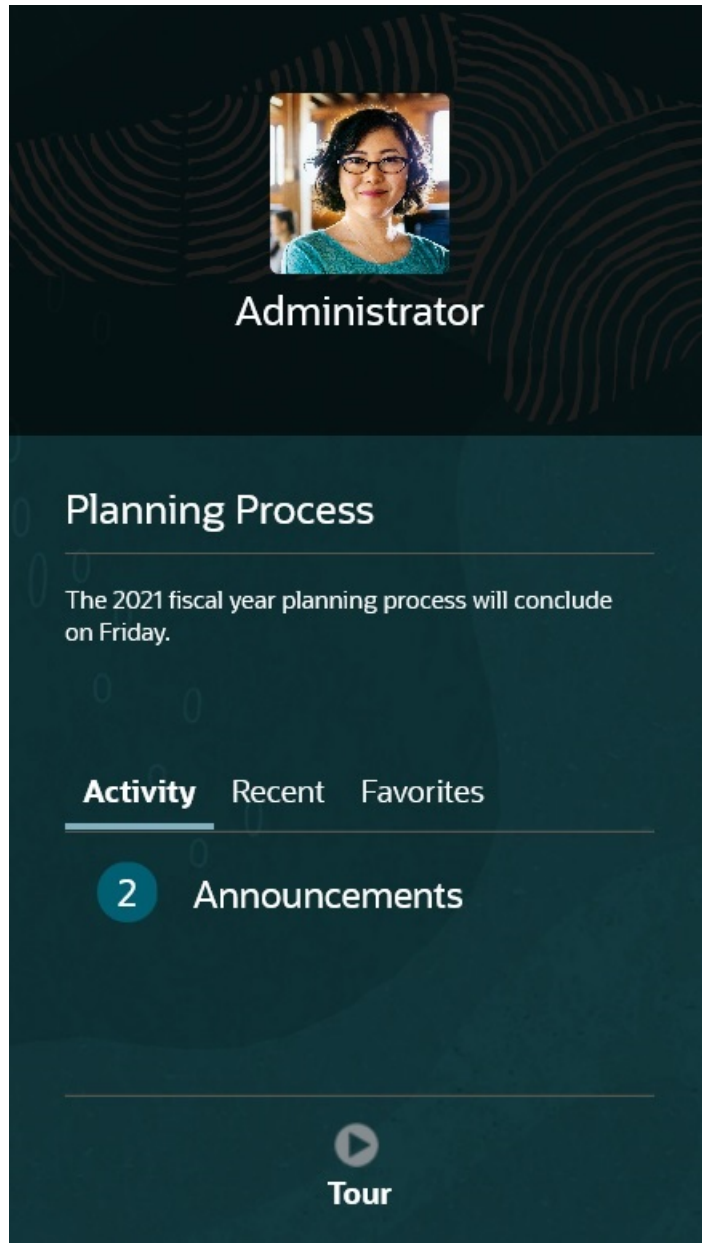 Administrator
Planning Process
The 2021 fiscal year planning process will conclude
on Friday.
Activity Recent Favorites
2 Announcements
Tour